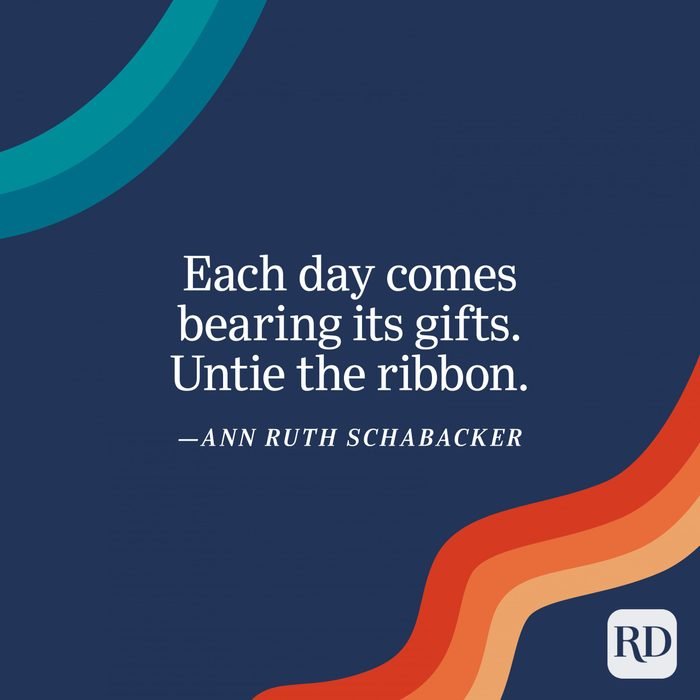 Each day comes
bearing its gifts.
Untie the ribbon.
—ANN RUTH SCHABACKER
RD